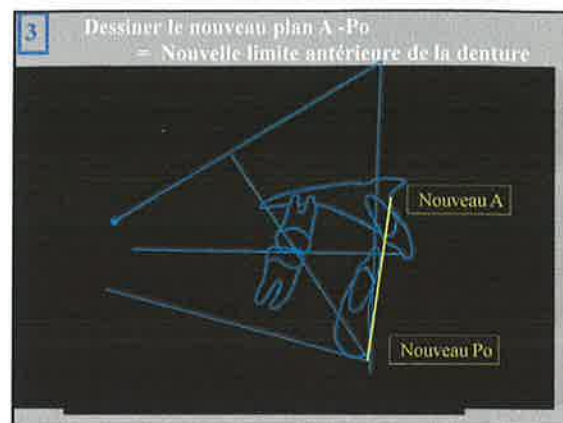 3
Dessiner le nouveau plan A -Po
= Nouvelle limite antérieure de la denture
Nouveau A
Nouveau Po